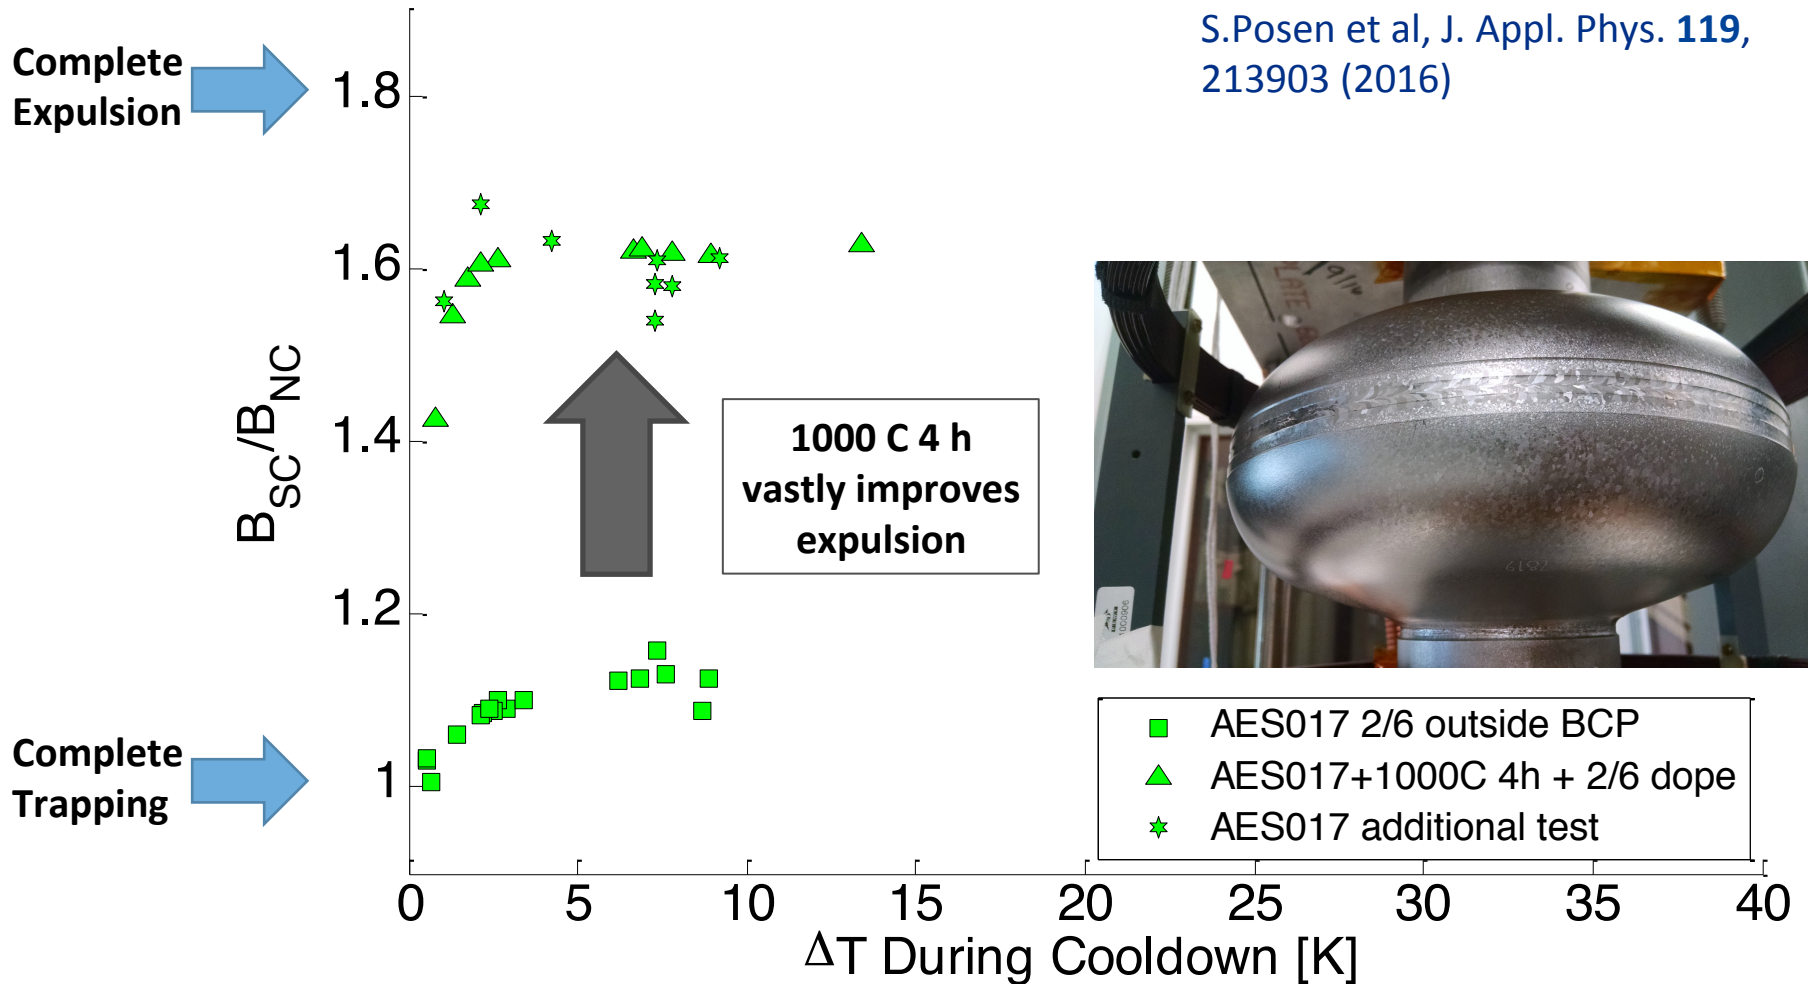 S.Posen et al, J. Appl. Phys. 119,
213903 (2016)
Complete
Expulsion
1.8
1.6
1.4
1.2
1
B_SC/B_NC
1000 C 4 h
vastly improves
expulsion
Complete
Trapping
AES017 2/6 outside BCP
AES017+1000C 4h + 2/6 dope
AES017 additional test
0 5 10 15 20 25 30 35 40
ΔT During Cooldown [K]